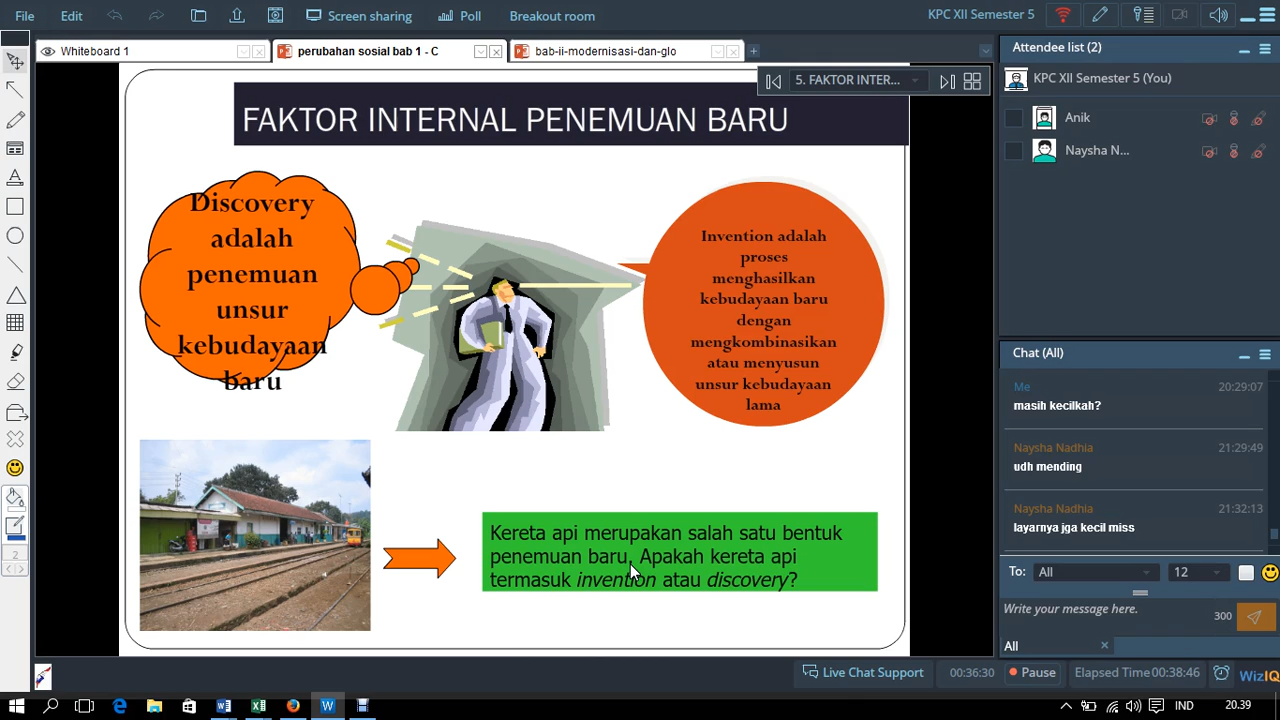 File Edit Screen sharing Poll Breakout room KPC XII Semester 5
Whiteboard 1 perubahan sosial bab 1 - C bab-ii-modernisasi-dan-glo
5. FAKTOR INTER...
FAKTOR INTERNAL PENEMUAN BARU
Discovery
adalah
penemuan
unsur
kebudayaan
baru
Invention adalah
proses
menghasilkan
kebudayaan baru
dengan
mengkombinasikan
atau menyusun
unsur kebudayaan
lama
Kereta api merupakan salah satu bentuk
penemuan baru. Apakah kereta api
termasuk invention atau discovery?
Attendee list (2)
KPC XII Semester 5 (You)
Anik
Naysha N...
Chat (All)
Me 20:29:07
masih kecilkah?
Naysha Nadhia 21:29:49
udh mending
Naysha Nadhia 21:32:13
layarnya jga kecil miss
To: All 12
Write your message here. 300
All
2
Live Chat Support 00:36:30 Pause Elapsed Time 00:38:46 WizIQ
IND 20.39